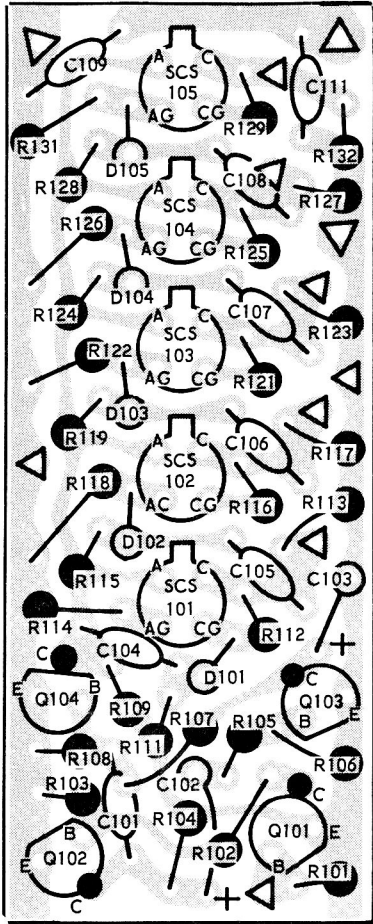 C109
A C
SCS
105
C111
AG CG
R129
R131
D105
R132
R128
A C
SCS
104
C108
R127
R126
AG CG
R125
D104
R124
A C
SCS
103
C107
R123
R122
AG CG
R121
D103
R119
A C
SCS
102
C106
R117
R118
AC CG
R116
R113
D102
R115
A C
SCS
101
C105
C103
R114
AG CG
R112
C104
C
E Q104 B
D101
C
Q103
B E
R109
R107
R105
R111
R108
R106
R103
C102
C
C101
R104
Q101 E
B
R102
B
E Q102
C
R101
+
+